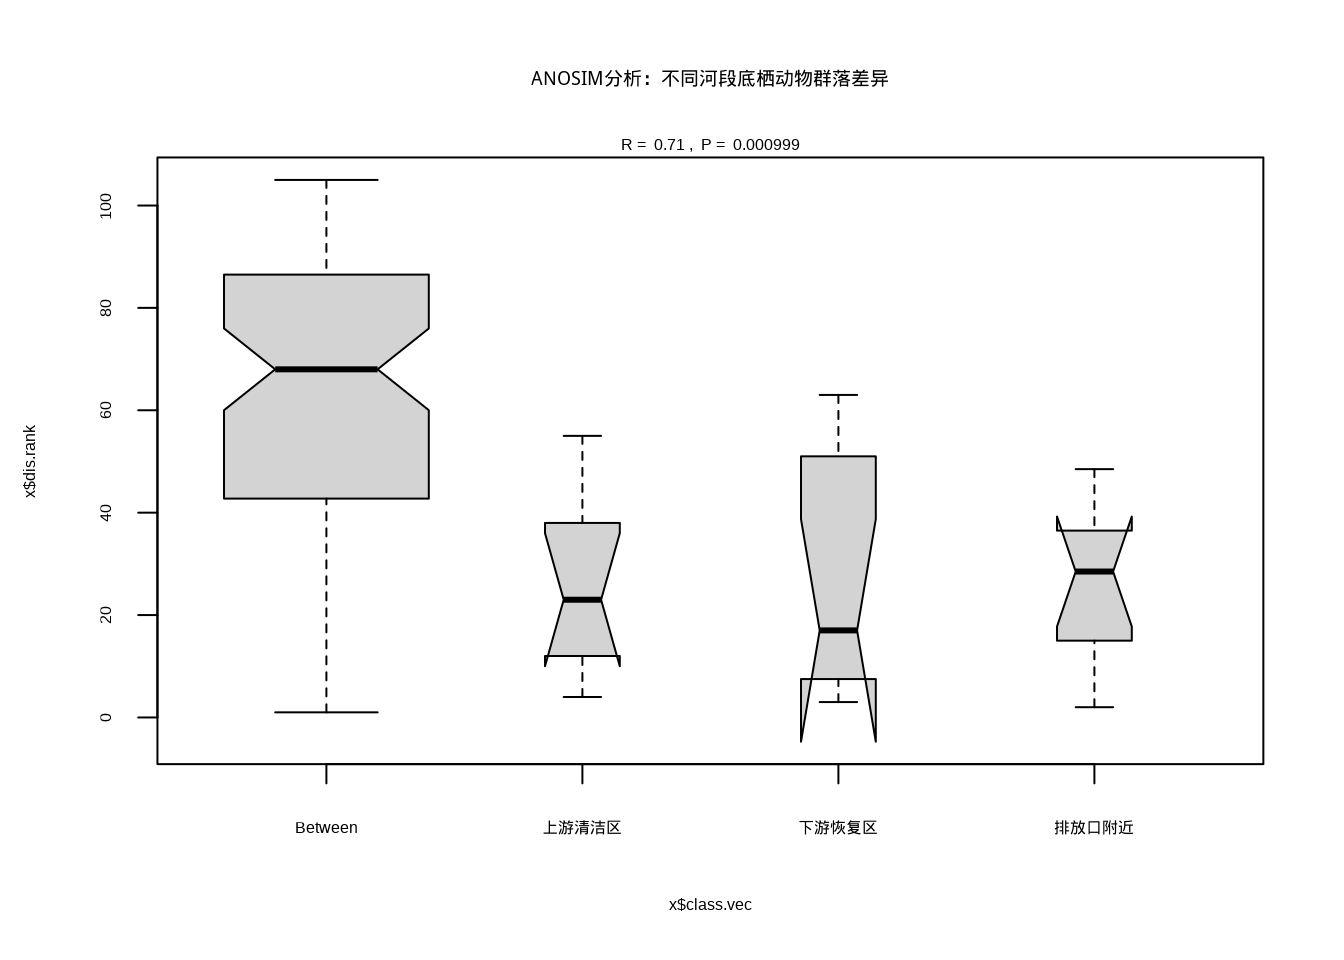 ANOSIM分析：不同河段底栖动物群落差异
R = 0.71 , P = 0.000999
100
80
60
40
20
0
x$dis.rank
Between
上游清洁区
下游恢复区
排放口附近
x$class.vec